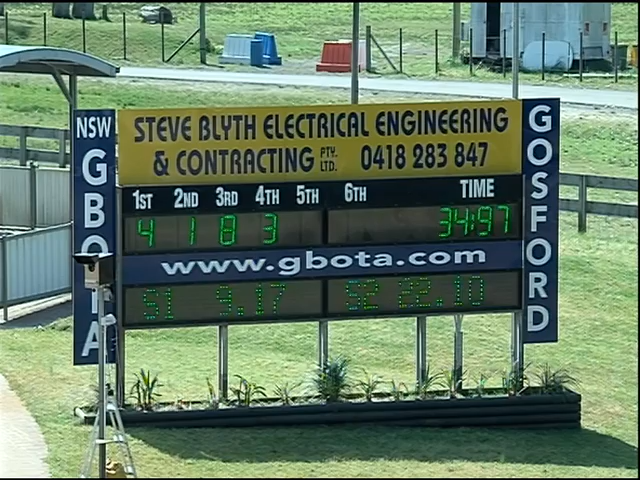 STEVE BLYTH ELECTRICAL ENGINEERING
& CONTRACTING PTY. LTD. 0418 283 847
1ST 2ND 3RD 4TH 5TH 6TH TIME
4 1 8 3 34:97
www.gbota.com
S1 9.17 S2 22.10
NSW GBOTA
GOSFORD